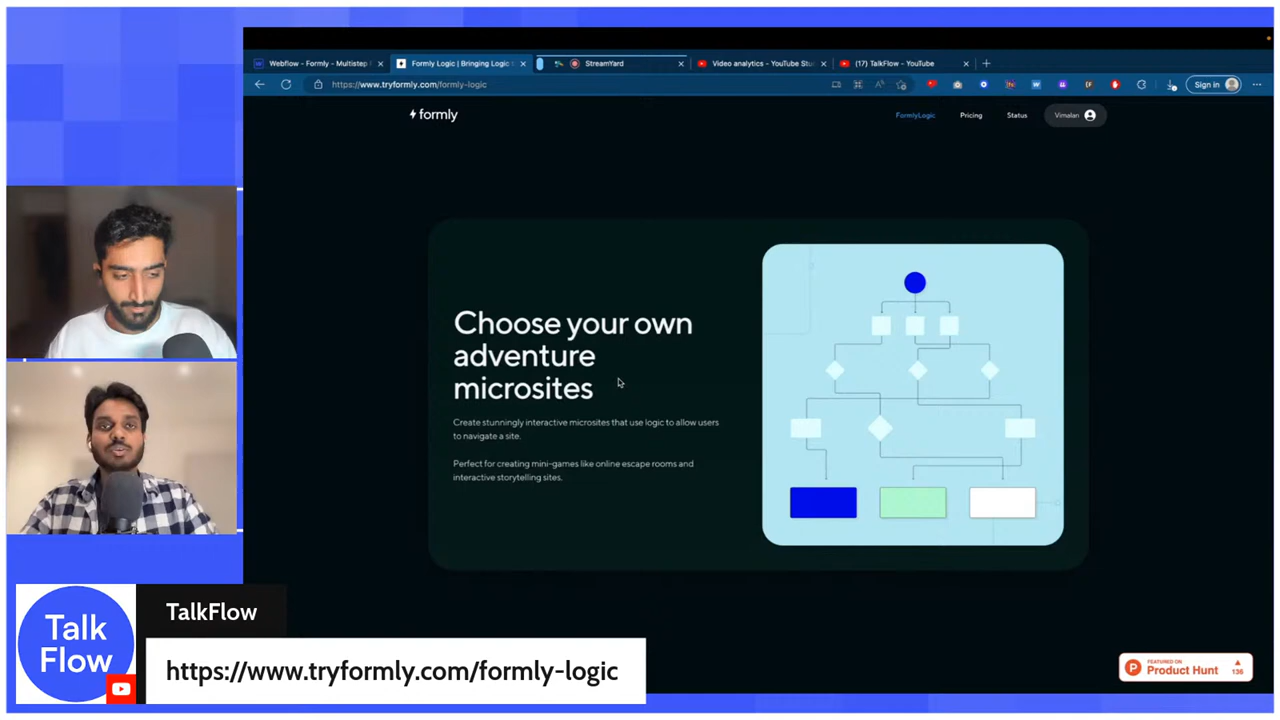 Webflow - Formly - Multistep
Formly Logic | Bringing Logic
StreamYard
Video analytics - YouTube Stu
(17) TalkFlow - YouTube
https://www.tryformly.com/formly-logic
Sign in
formly
FormlyLogic
Pricing
Status
Vimalan
Choose your own
adventure
microsites
Create stunningly interactive microsites that use logic to allow users
to navigate a site.
Perfect for creating mini-games like online escape rooms and
interactive storytelling sites.
Talk
Flow
TalkFlow
https://www.tryformly.com/formly-logic
P
FEATURED ON
Product Hunt
136